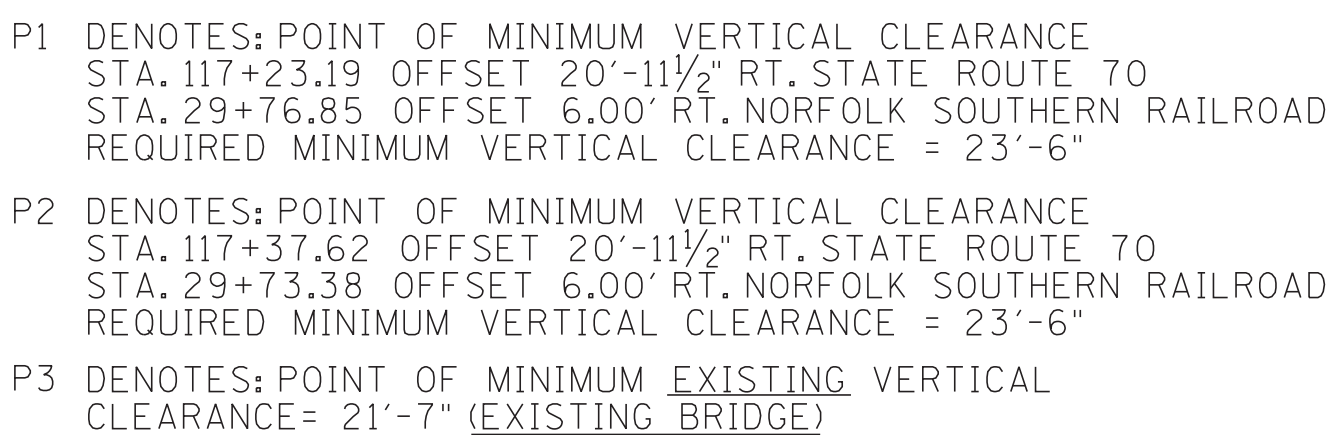 P1 DENOTES: POINT OF MINIMUM VERTICAL CLEARANCE
STA. 117+23.19 OFFSET 20'-11 1/2" RT. STATE ROUTE 70
STA. 29+76.85 OFFSET 6.00' RT. NORFOLK SOUTHERN RAILROAD
REQUIRED MINIMUM VERTICAL CLEARANCE = 23'-6"
P2 DENOTES: POINT OF MINIMUM VERTICAL CLEARANCE
STA. 117+37.62 OFFSET 20'-11 1/2" RT. STATE ROUTE 70
STA. 29+73.38 OFFSET 6.00' RT. NORFOLK SOUTHERN RAILROAD
REQUIRED MINIMUM VERTICAL CLEARANCE = 23'-6"
P3 DENOTES: POINT OF MINIMUM EXISTING VERTICAL
CLEARANCE= 21'-7" (EXISTING BRIDGE)